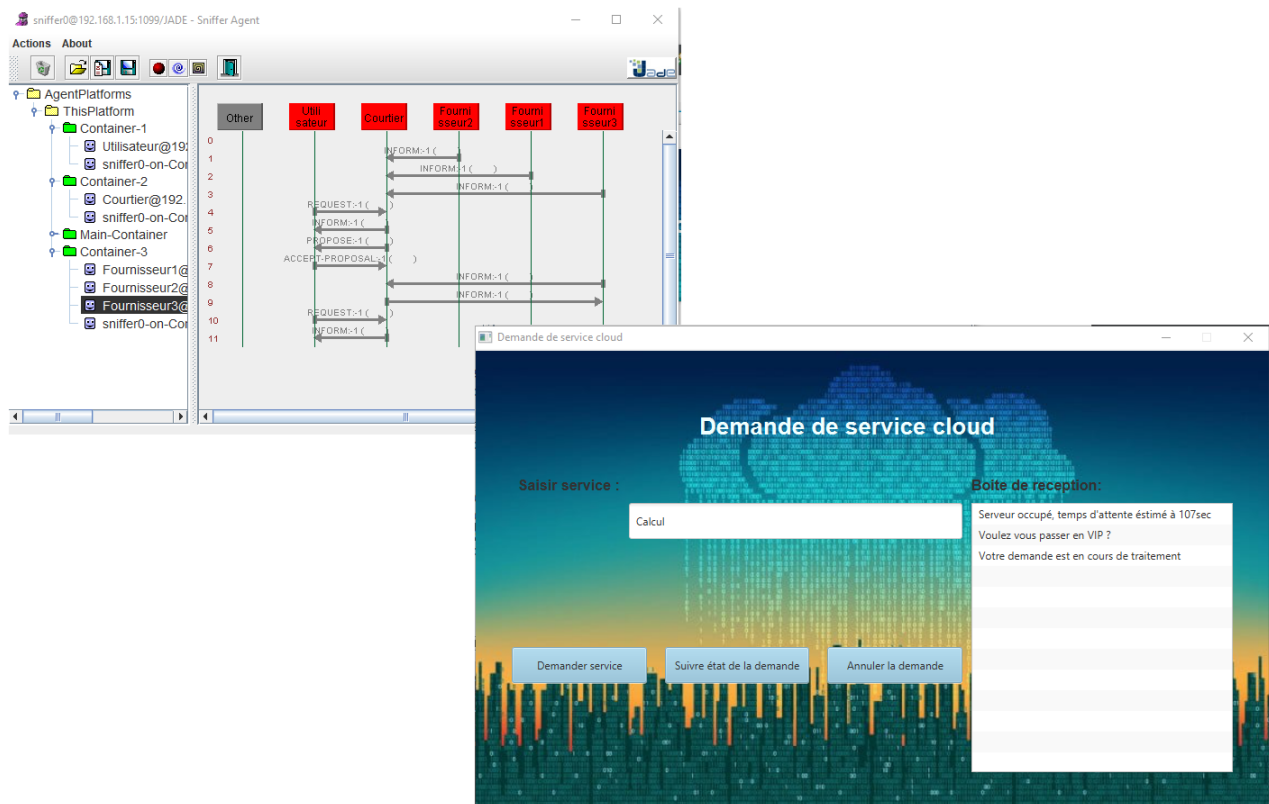 sniffer0@192.168.1.15:1099/JADE - Sniffer Agent
Actions About
Jade
AgentPlatforms
ThisPlatform
Container-1
Utilisateur@19
sniffer0-on-Cor
Container-2
Courtier@192.
sniffer0-on-Cor
Main-Container
Container-3
Fournisseur1@
Fournisseur2@
Fournisseur3@
sniffer0-on-Cor
Other
Utili
sateur
Courtier
Fourni
sseur2
Fourni
sseur1
Fourni
sseur3
0
1
2
3
4
5
6
7
8
9
10
11
INFORM:-1 ( )
INFORM:-1 ( )
INFORM:-1 ( )
REQUEST:-1 ( )
INFORM:-1 ( )
PROPOSE:-1 ( )
ACCEPT-PROPOSAL:-1 ( )
INFORM:-1 ( )
INFORM:-1 ( )
REQUEST:-1 ( )
INFORM:-1 ( )
Demande de service cloud
Demande de service cloud
Saisir service :
Calcul
Boite de reception:
Serveur occupé, temps d'attente éstimé à 107sec
Voulez vous passer en VIP ?
Votre demande est en cours de traitement
Demander service
Suivre état de la demande
Annuler la demande